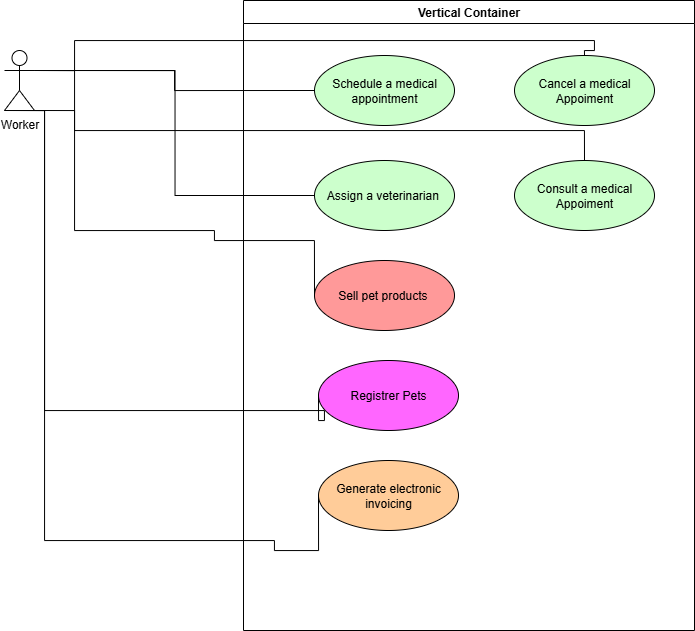 Vertical Container
Worker
Schedule a medical
appointment
Cancel a medical
Appoiment
Assign a veterinarian
Consult a medical
Appoiment
Sell pet products
Registrer Pets
Generate electronic
invoicing